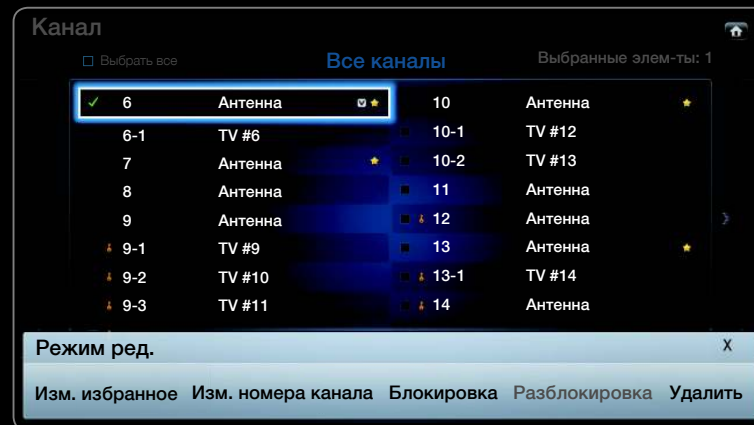 Канал
Выбрать все Все каналы Выбранные элем-ты: 1
6 Антенна 10 Антенна
6-1 TV #6 10-1 TV #12
7 Антенна 10-2 TV #13
8 Антенна 11 Антенна
9 Антенна 12 Антенна
9-1 TV #9 13 Антенна
9-2 TV #10 13-1 TV #14
9-3 TV #11 14 Антенна
Режим ред. X
Изм. избранное Изм. номера канала Блокировка Разблокировка Удалить